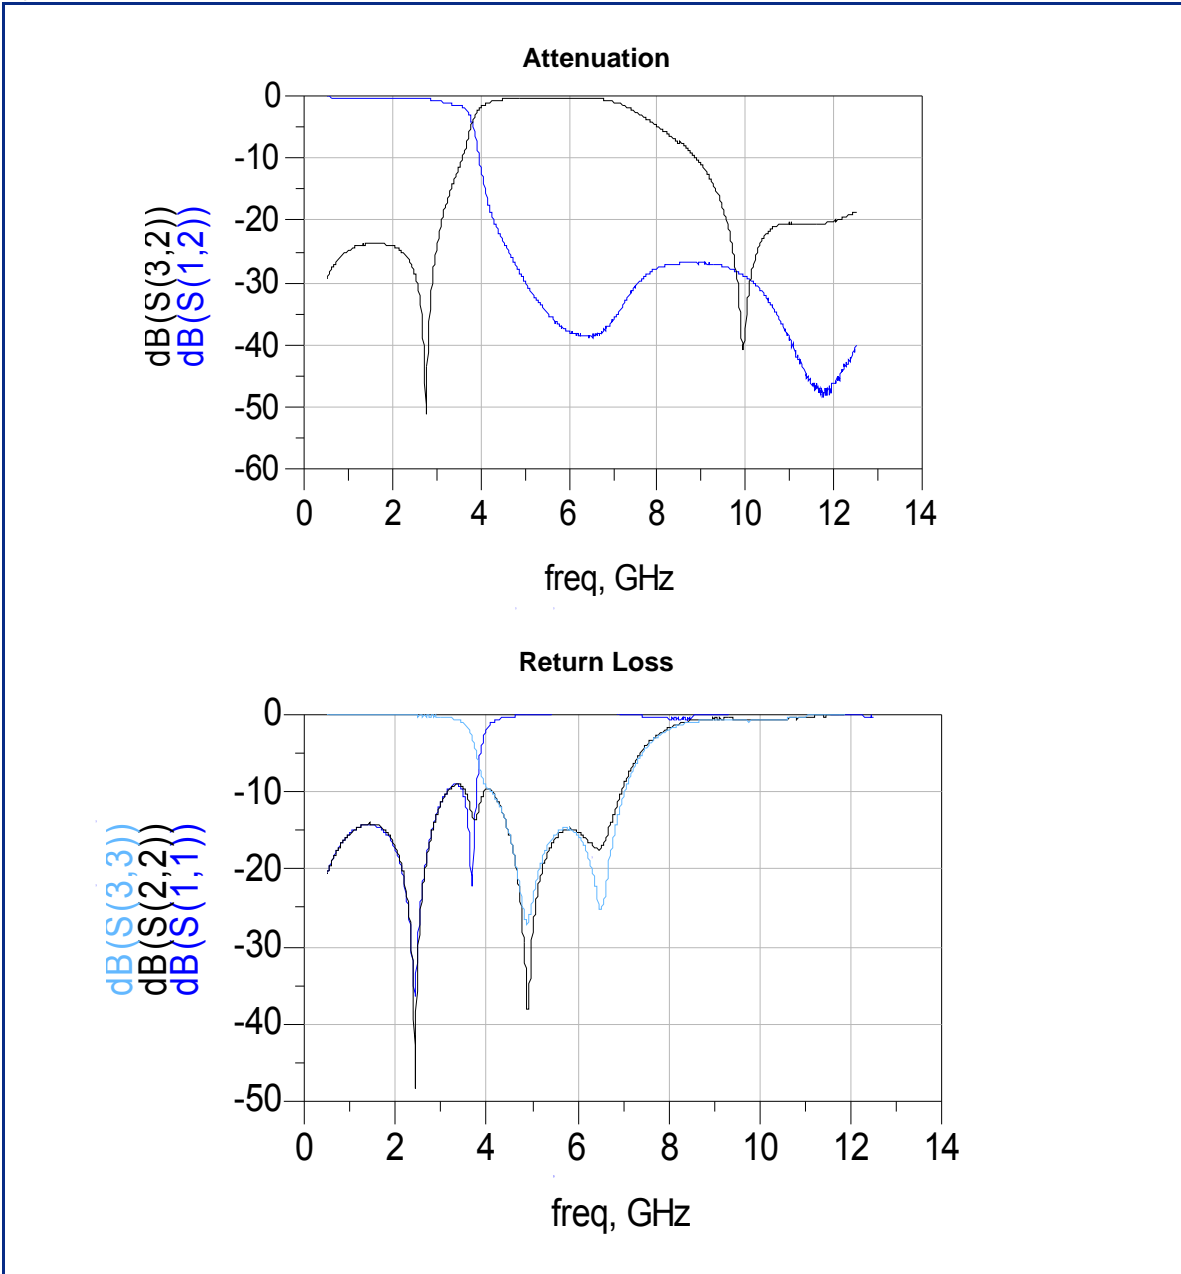 Attenuation
0
-10
-20
-30
-40
-50
-60
dB(S(3,2))
dB(S(1,2))
0 2 4 6 8 10 12 14
freq, GHz
Return Loss
0
-10
-20
-30
-40
-50
dB(S(3,3))
dB(S(2,2))
dB(S(1,1))
0 2 4 6 8 10 12 14
freq, GHz